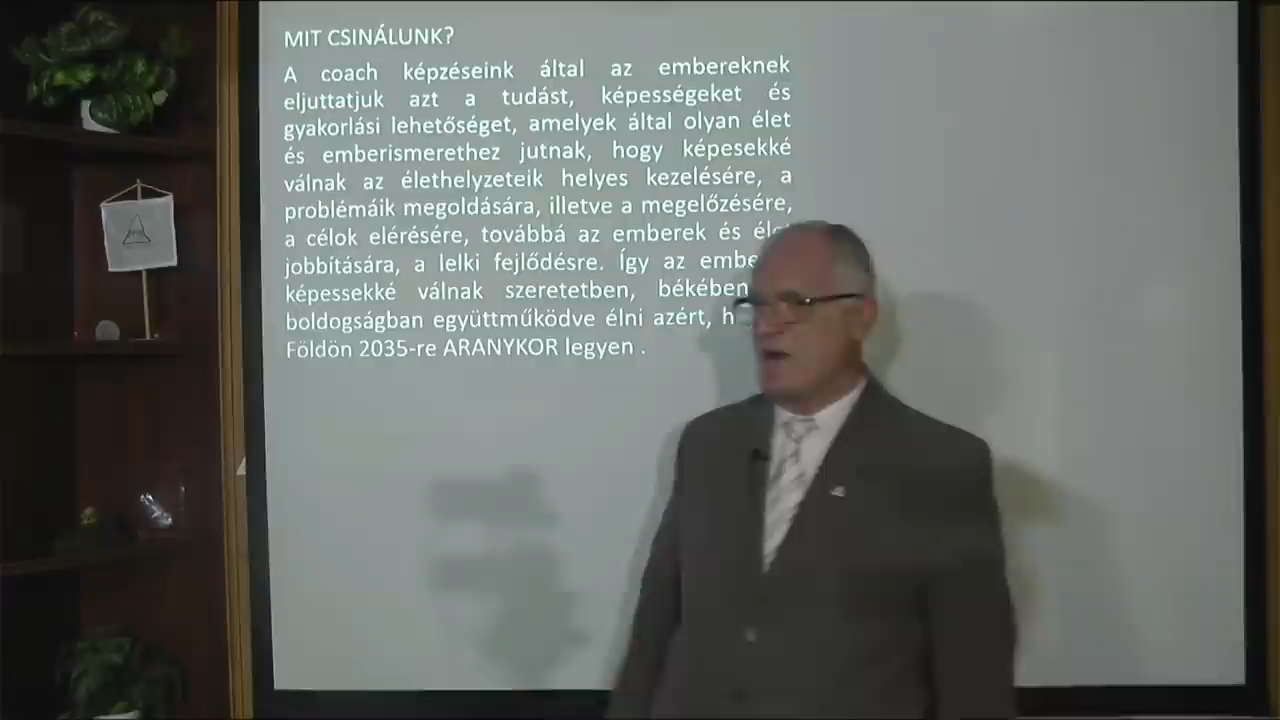 MIT CSINÁLUNK?
A coach képzéseink által az embereknek
eljuttatjuk azt a tudást, képességeket és
gyakorlási lehetőséget, amelyek által olyan élet
és emberismerethez jutnak, hogy képesekké
válnak az élethelyzeteik helyes kezelésére, a
problémáik megoldására, illetve a megelőzésére,
a célok elérésére, továbbá az emberek és
jobbítására, a lelki fejlődésre. Így az
képessekké válnak szeretetben, békében
boldogságban együttműködve élni azért,
Földön 2035-re ARANYKOR legyen .